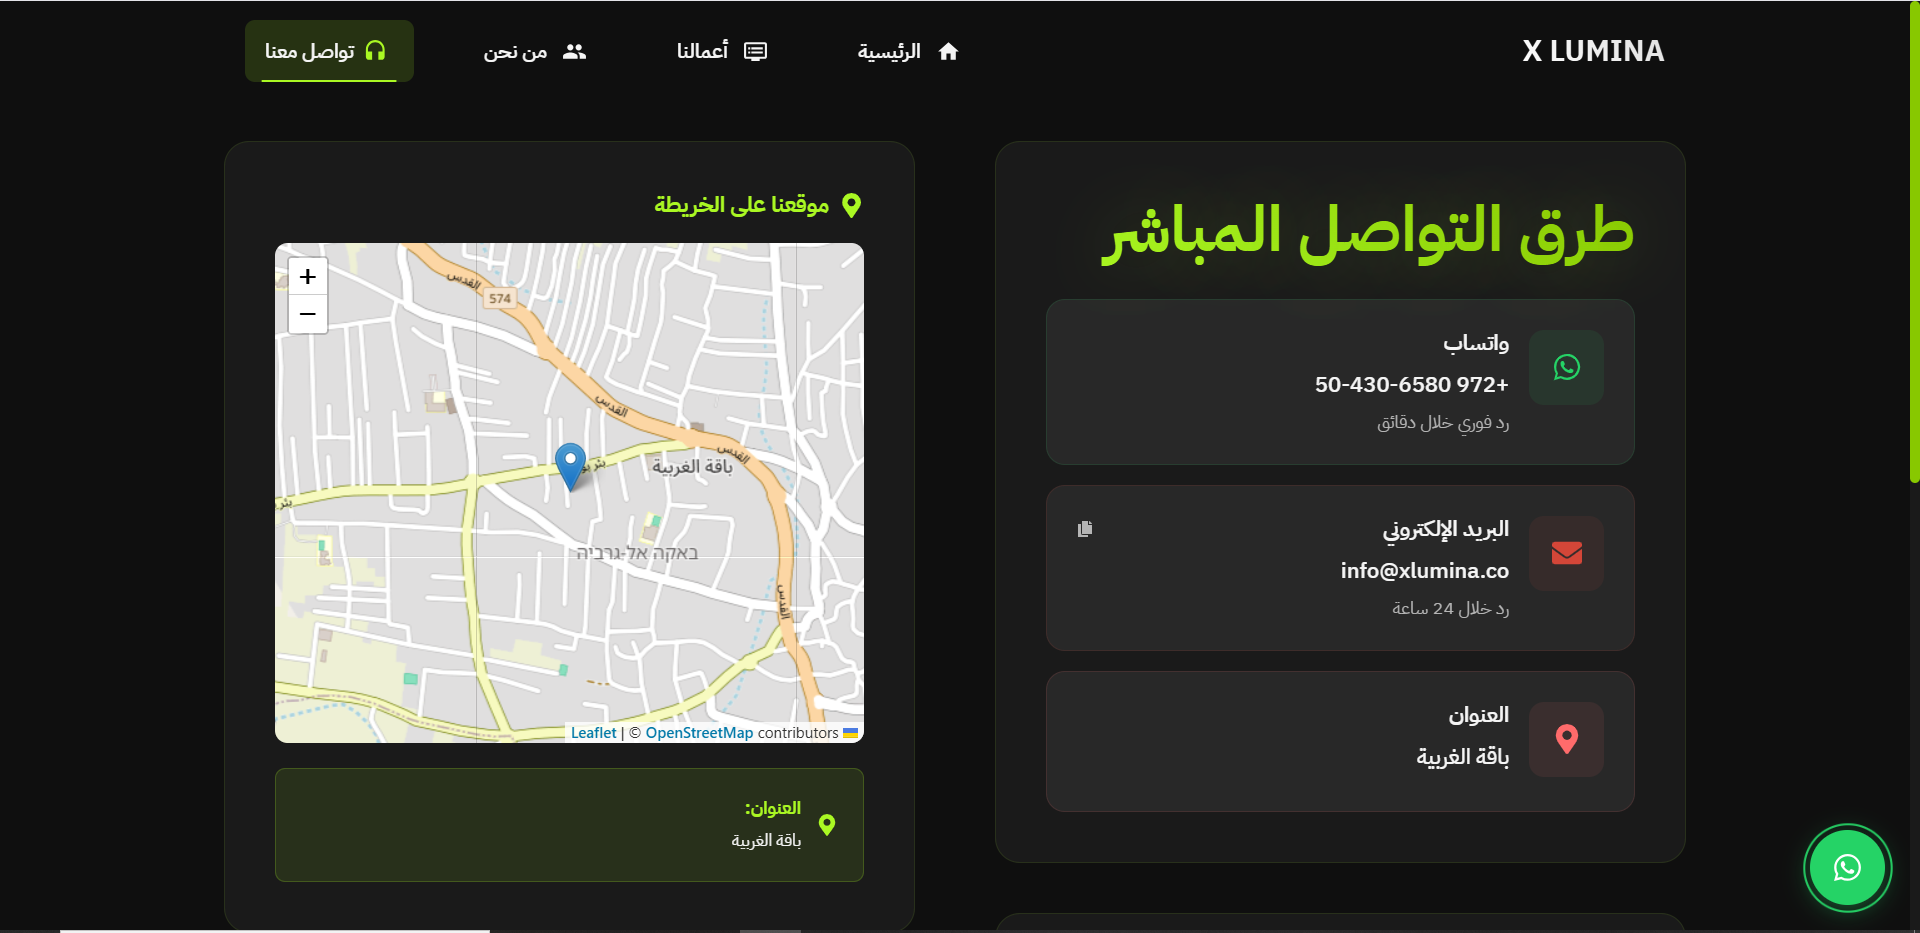 X LUMINA
الرئيسية
أعمالنا
من نحن
تواصل معنا
طرق التواصل المباشر
واتساب
+972 50-430-6580
رد فوري خلال دقائق
البريد الإلكتروني
info@xlumina.co
رد خلال 24 ساعة
العنوان
باقة الغربية
موقعنا على الخريطة
+
−
القدس
574
القدس
القدس
باقة الغربية
באקה אל-גרביה
القدس
Leaflet | © OpenStreetMap contributors
العنوان:
باقة الغربية